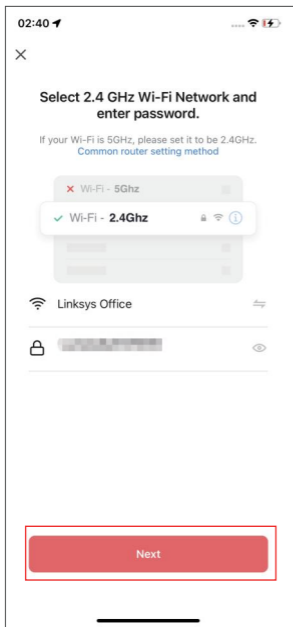 02:40
Select 2.4 GHz Wi-Fi Network and
enter password.
If your Wi-Fi is 5GHz, please set it to be 2.4GHz.
Common router setting method
Wi-Fi - 5Ghz
Wi-Fi - 2.4Ghz
Linksys Office
Next